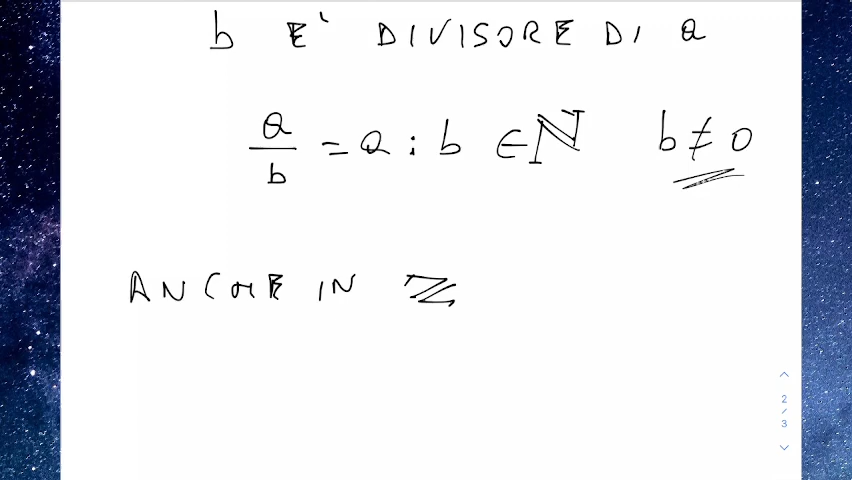 b E' DIVISORE DI a
a/b = a : b ∈ ℕ b ≠ 0
ANCHE IN ℤ
2
/
3